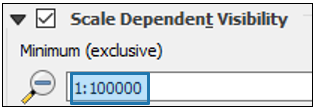 Scale Dependent Visibility
Minimum (exclusive)
1:100000